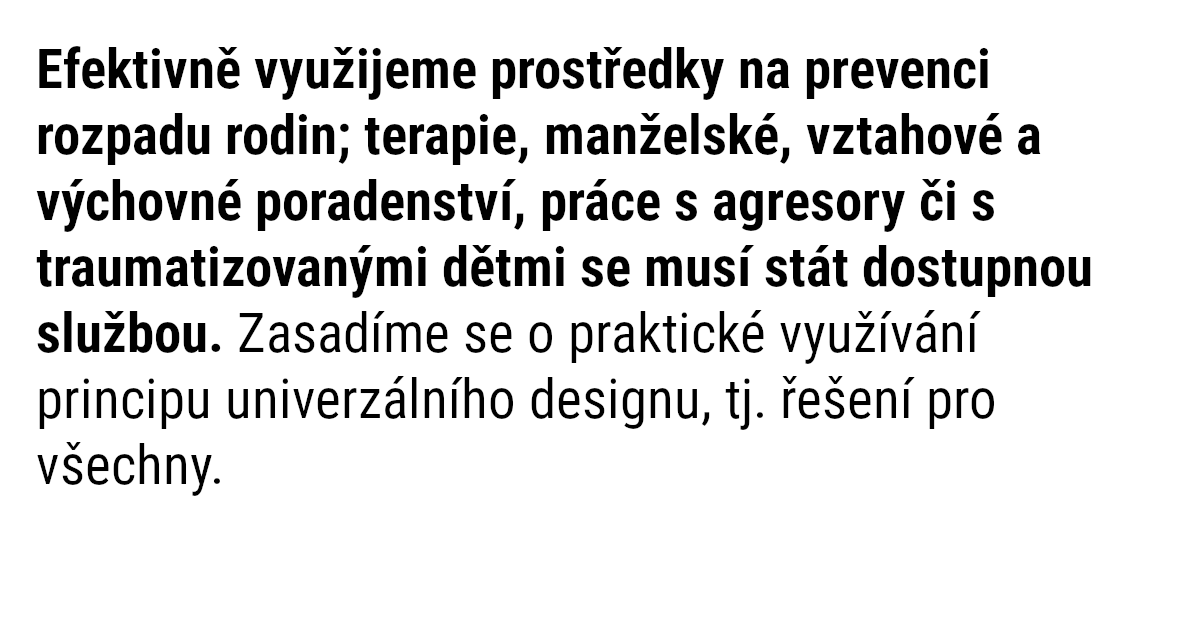 Efektivně využijeme prostředky na prevenci
rozpadu rodin; terapie, manželské, vztahové a
výchovné poradenství, práce s agresory či s
traumatizovanými dětmi se musí stát dostupnou
službou. Zasadíme se o praktické využívání
principu univerzálního designu, tj. řešení pro
všechny.